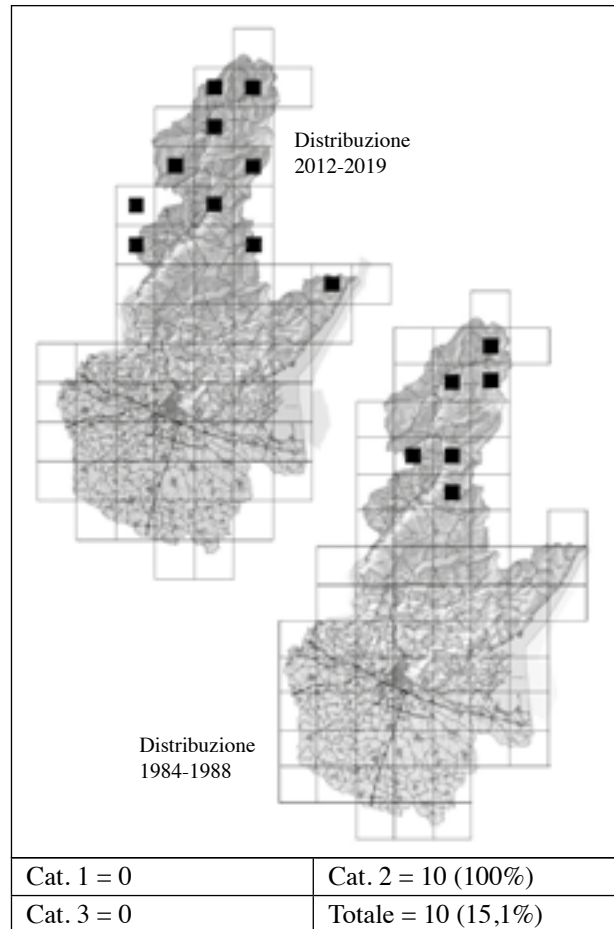 Distribuzione
2012-2019
Distribuzione
1984-1988
Cat. 1 = 0
Cat. 2 = 10 (100%)
Cat. 3 = 0
Totale = 10 (15,1%)